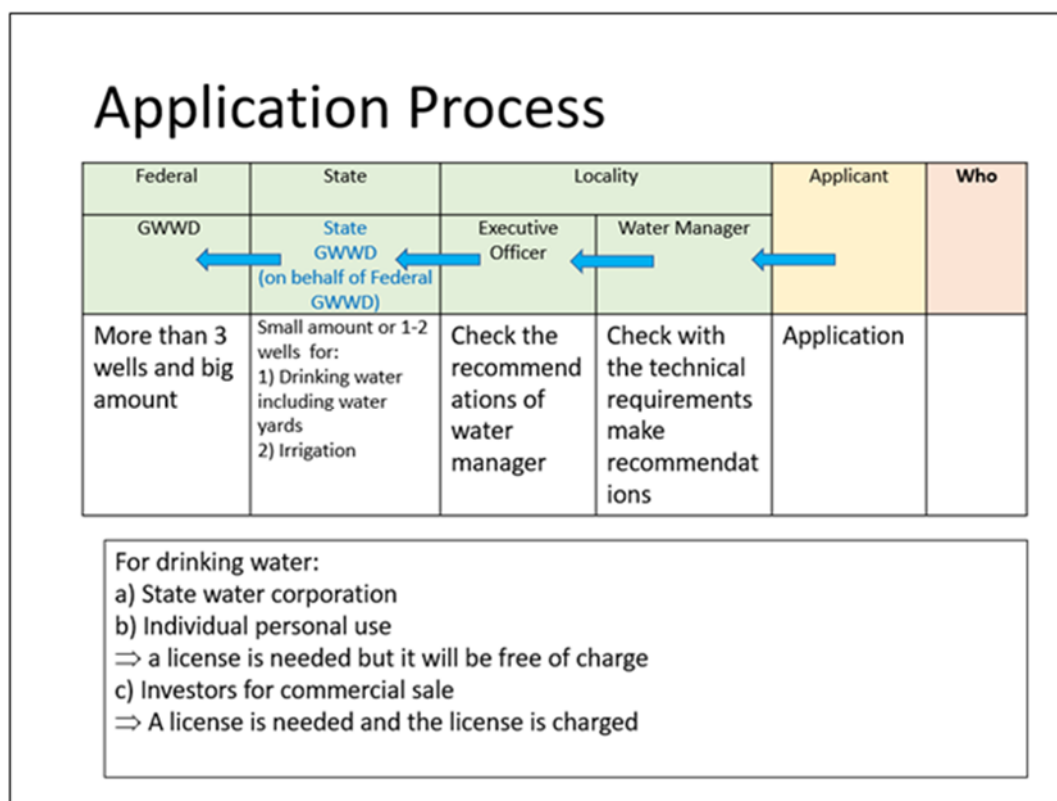 Application Process
Federal
State
Locality
Applicant
Who
GWWD
State
GWWD
(on behalf of Federal
GWWD)
Executive
Officer
Water Manager
More than 3
wells and big
amount
Small amount or 1-2
wells for:
1) Drinking water
including water
yards
2) Irrigation
Check the
recommend
ations of
water
manager
Check with
the technical
requirements
make
recommendat
ions
Application
For drinking water:
a) State water corporation
b) Individual personal use
⇒ a license is needed but it will be free of charge
c) Investors for commercial sale
⇒ A license is needed and the license is charged